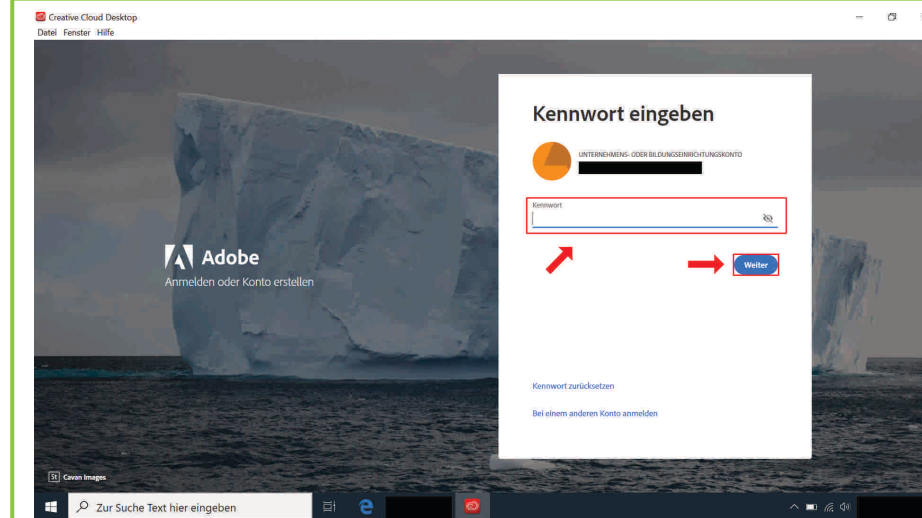 Creative Cloud Desktop
Datei Fenster Hilfe
Kennwort eingeben
UNTERNEHMENS- ODER BILDUNGSEINRICHTUNGSKONTO
Kennwort
Adobe
Anmelden oder Konto erstellen
Weiter
Kennwort zurücksetzen
Bei einem anderen Konto anmelden
St Cavan Images
Zur Suche Text hier eingeben